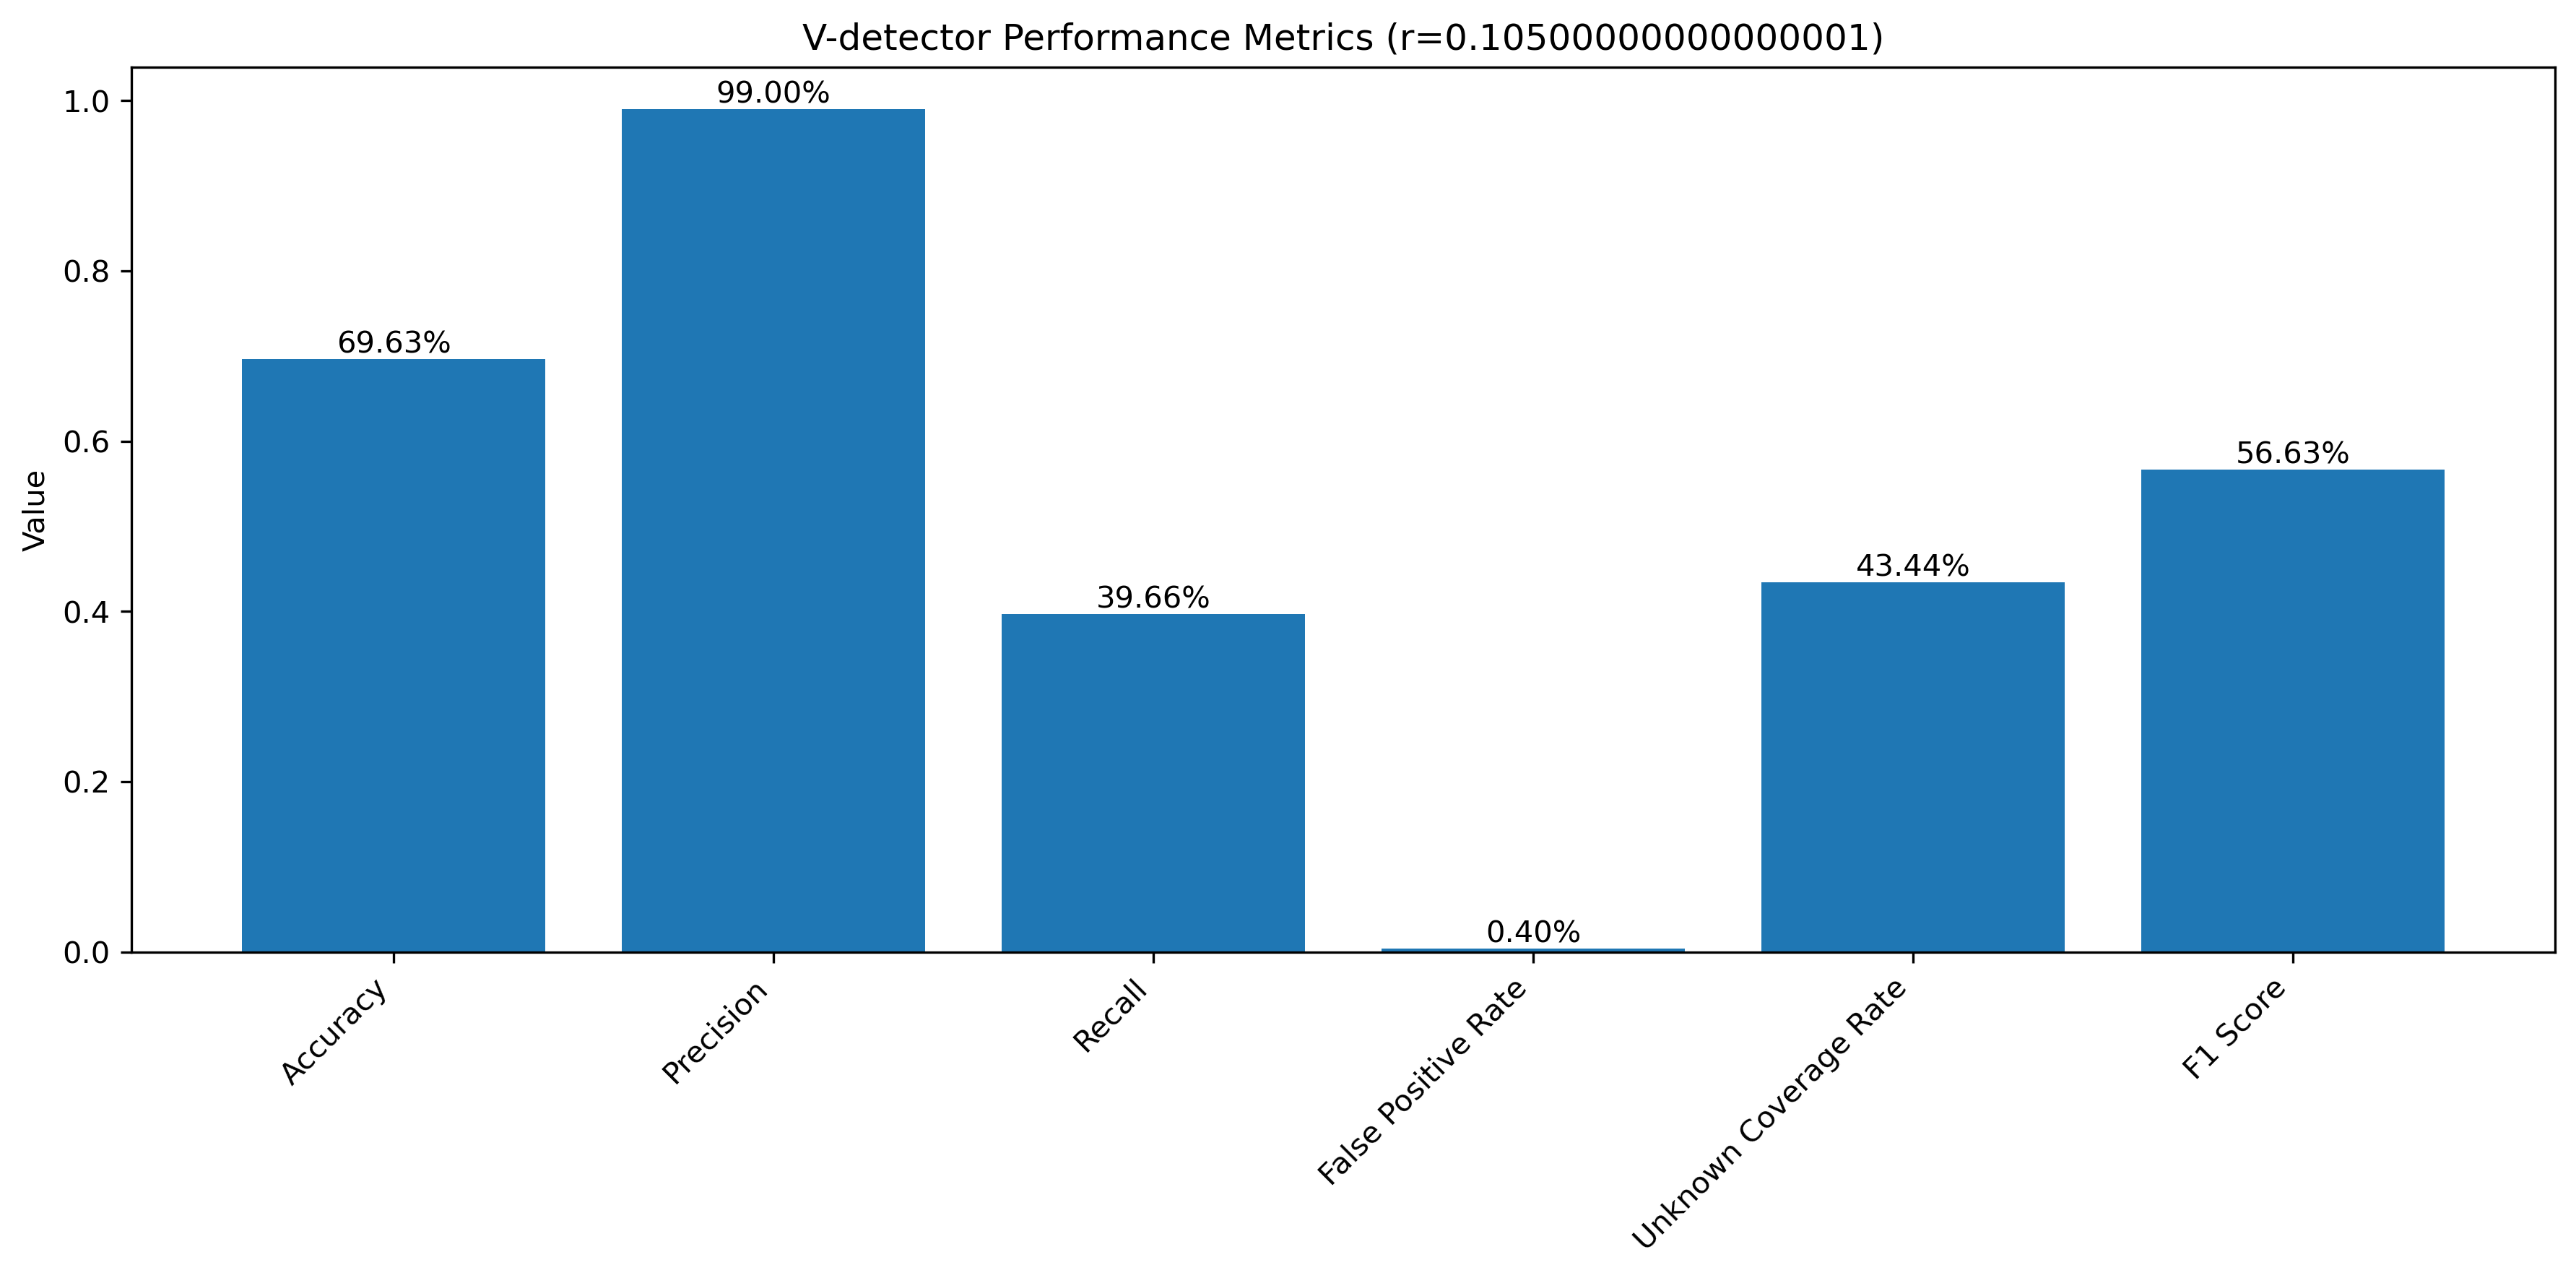 V-detector Performance Metrics (r=0.10500000000000001)
Value
1.0
0.8
0.6
0.4
0.2
0.0
69.63%
99.00%
39.66%
0.40%
43.44%
56.63%
Accuracy
Precision
Recall
False Positive Rate
Unknown Coverage Rate
F1 Score